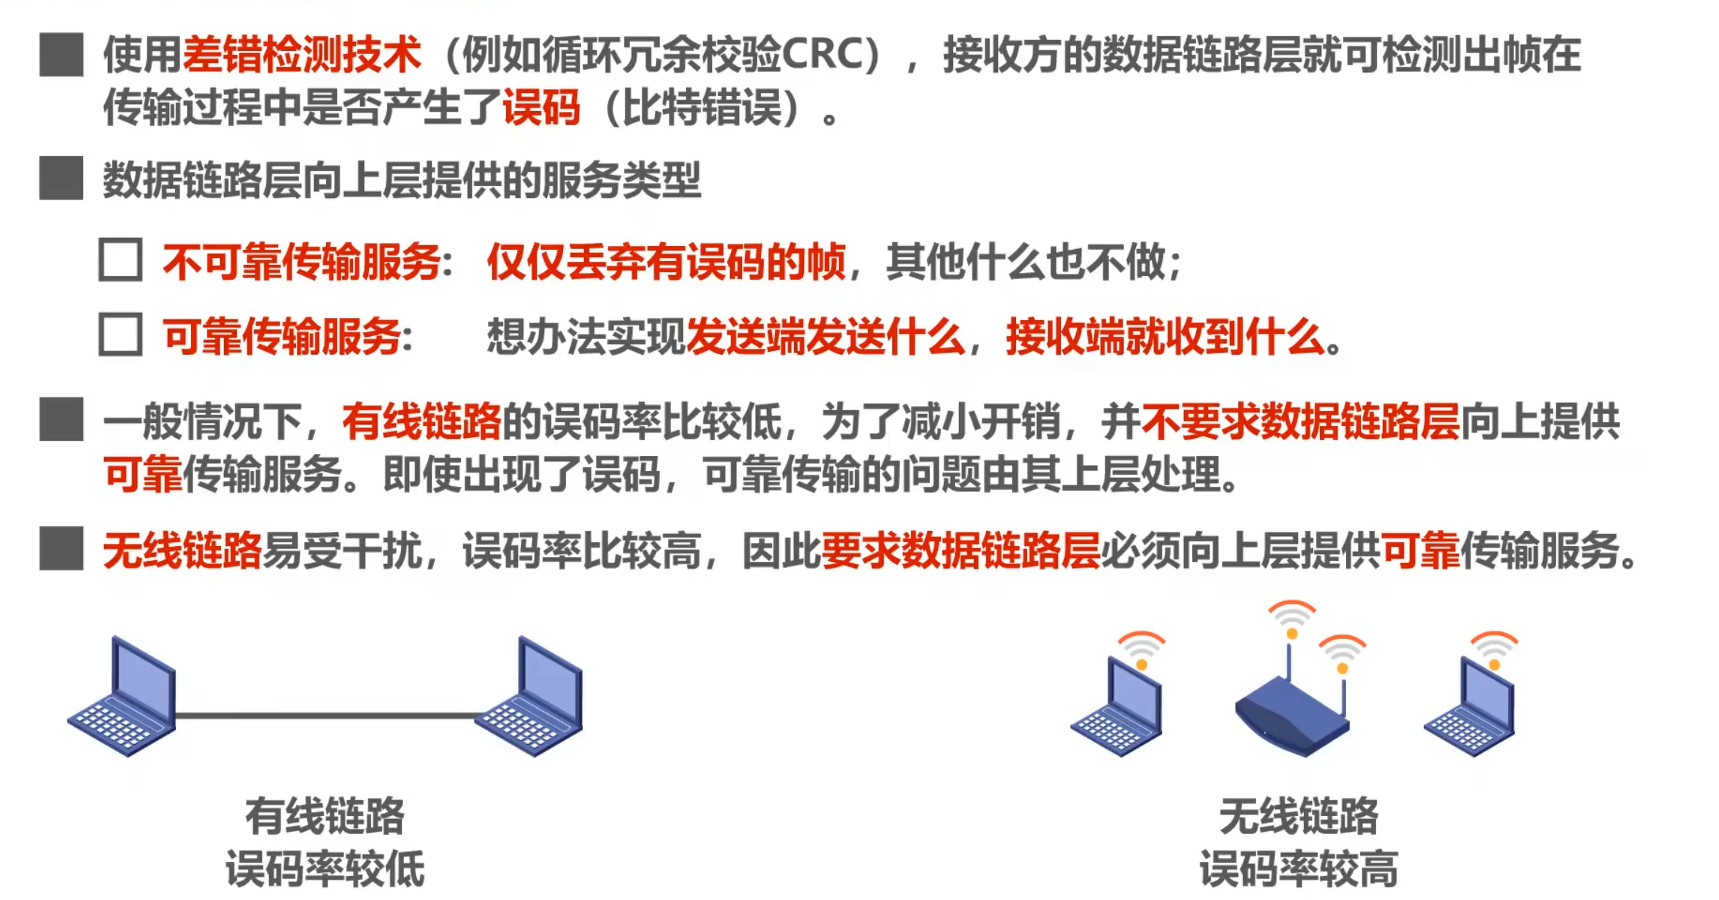 使用差错检测技术（例如循环冗余校验CRC），接收方的数据链路层就可检测出帧在
传输过程中是否产生了误码（比特错误）。
数据链路层向上层提供的服务类型
不可靠传输服务： 仅仅丢弃有误码的帧，其他什么也不做；
可靠传输服务： 想办法实现发送端发送什么，接收端就收到什么。
一般情况下，有线链路的误码率比较低，为了减小开销，并不要求数据链路层向上提供
可靠传输服务。即使出现了误码，可靠传输的问题由其上层处理。
无线链路易受干扰，误码率比较高，因此要求数据链路层必须向上层提供可靠传输服务。
有线链路
误码率较低
无线链路
误码率较高